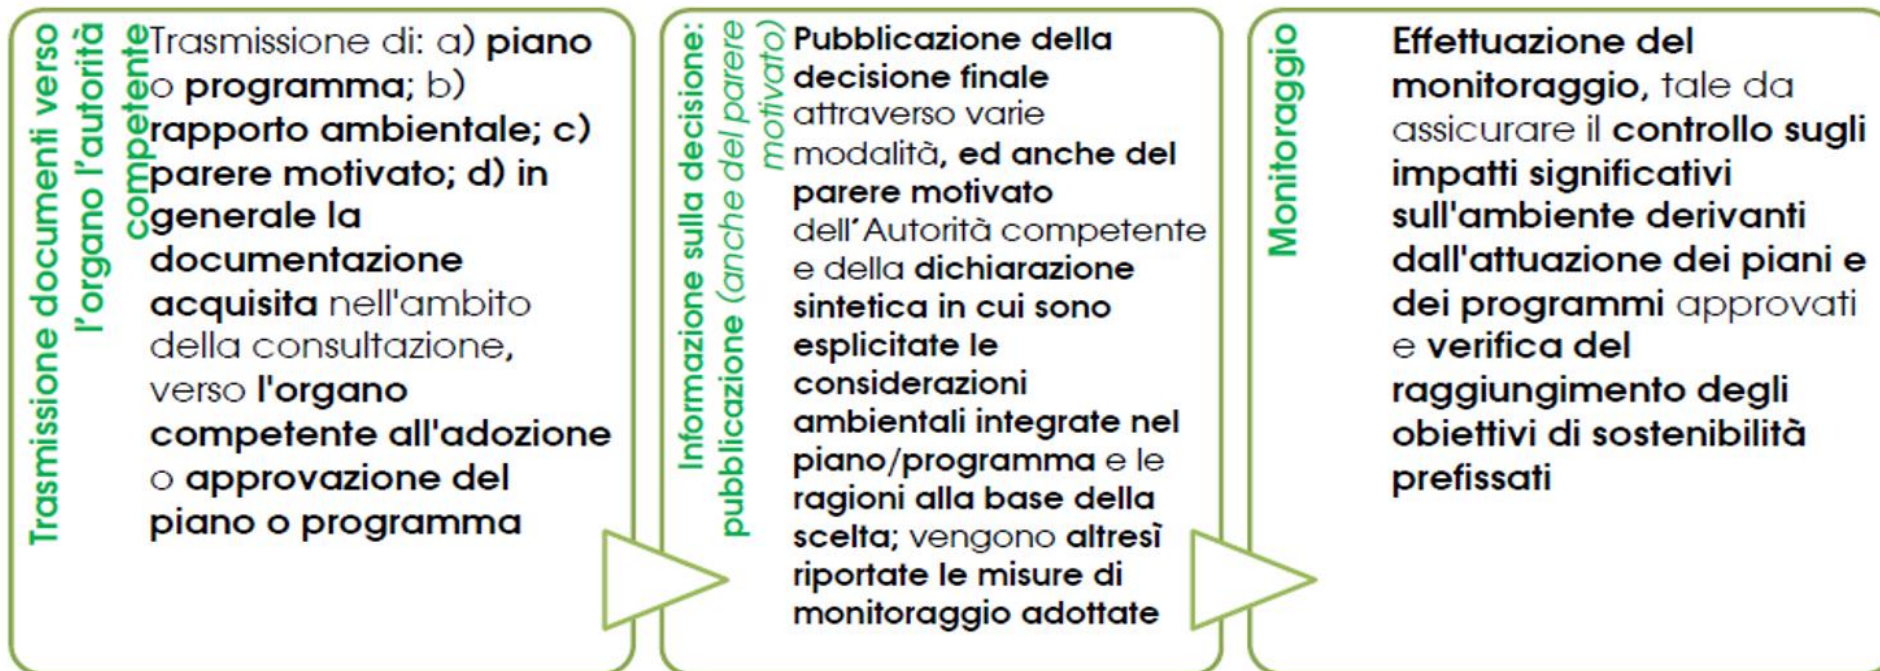 Trasmissione documenti verso
l'organo l'autorità
competente
Trasmissione di: a) piano
o programma; b)
rapporto ambientale; c)
parere motivato; d) in
generale la
documentazione
acquisita nell'ambito
della consultazione,
verso l'organo
competente all'adozione
o approvazione del
piano o programma
Informazione sulla decisione:
pubblicazione (anche del parere
motivato)
Pubblicazione della
decisione finale
attraverso varie
modalità, ed anche del
parere motivato
dell'Autorità competente
e della dichiarazione
sintetica in cui sono
esplicitate le
considerazioni
ambientali integrate nel
piano/programma e le
ragioni alla base della
scelta; vengono altresì
riportate le misure di
monitoraggio adottate
Monitoraggio
Effettuazione del
monitoraggio, tale da
assicurare il controllo sugli
impatti significativi
sull'ambiente derivanti
dall'attuazione dei piani e
dei programmi approvati
e verifica del
raggiungimento degli
obiettivi di sostenibilità
prefissati